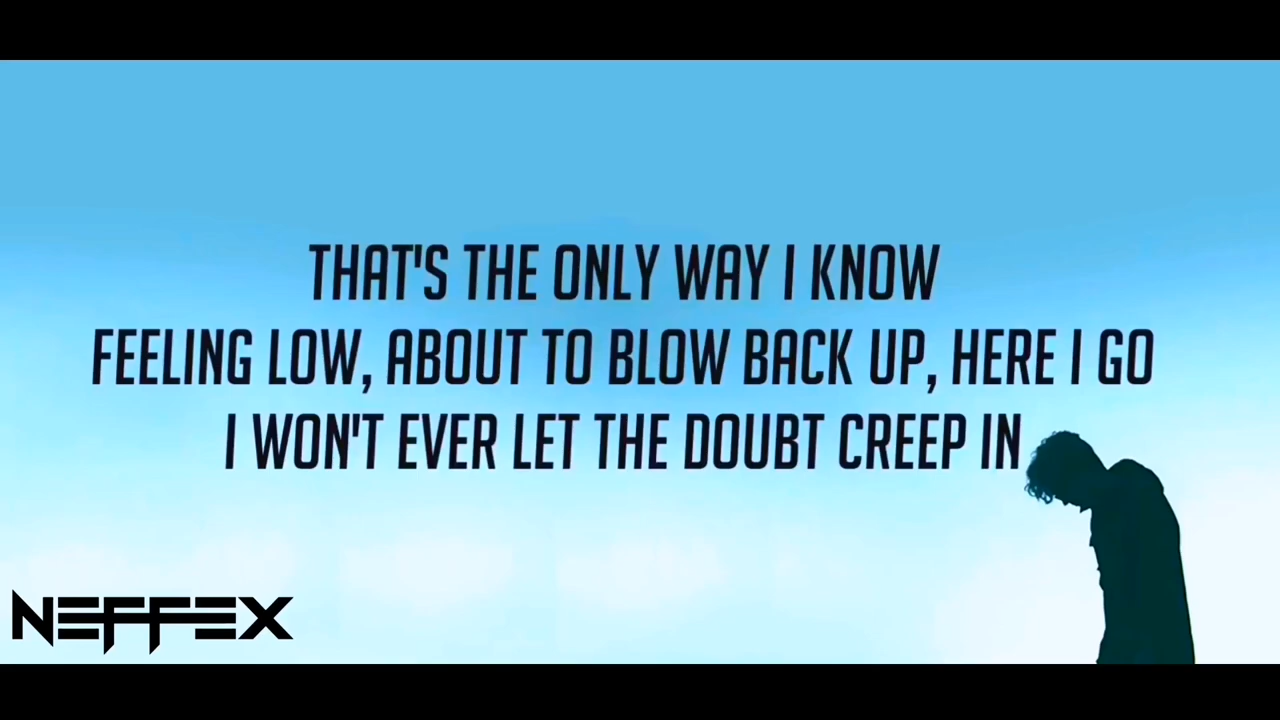 THAT'S THE ONLY WAY I KNOW
FEELING LOW, ABOUT TO BLOW BACK UP, HERE I GO
I WON'T EVER LET THE DOUBT CREEP IN
NEFFEX